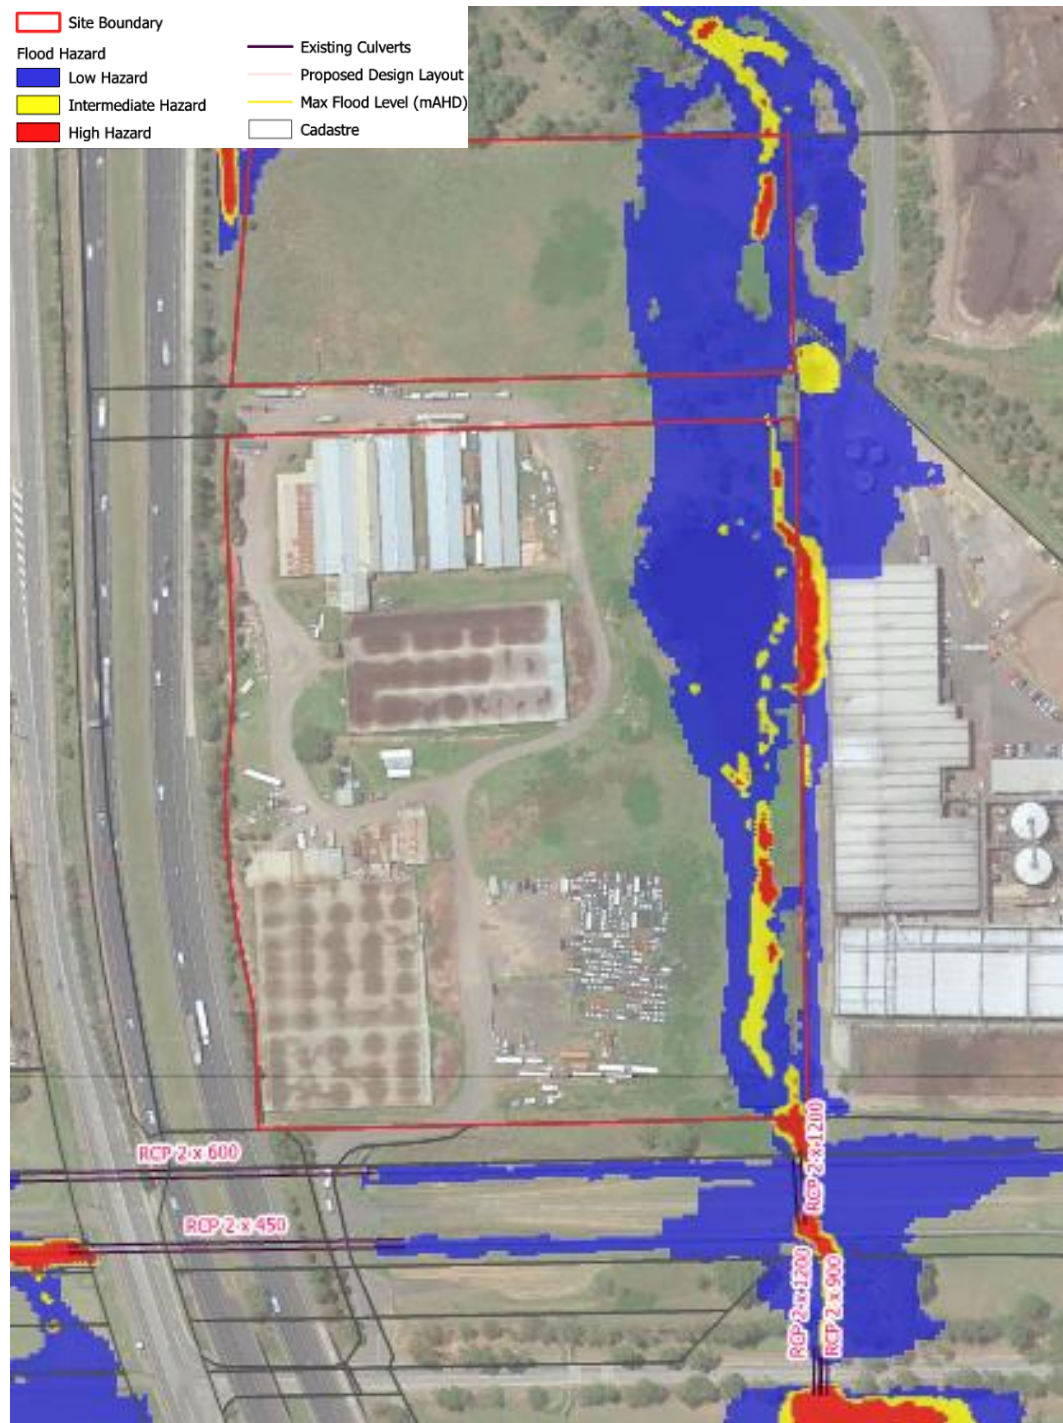 Site Boundary
Flood Hazard
Low Hazard
Intermediate Hazard
High Hazard
Existing Culverts
Proposed Design Layout
Max Flood Level (mAHD)
Cadastre
RCP 2 x 600
RCP 2 x 450
RCP 2 x 1200
RCP 2 x 1200
RCP 2 x 900